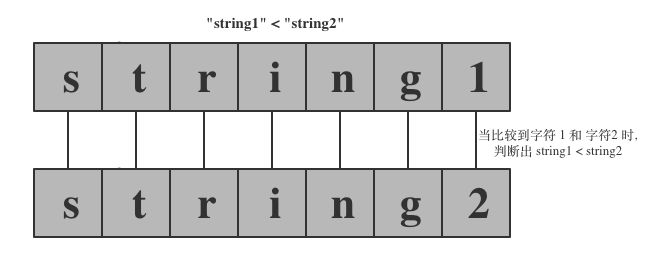 "string1" < "string2"
s t r i n g 1
当比较到字符 1 和 字符2 时,
判断出 string1 < string2
s t r i n g 2